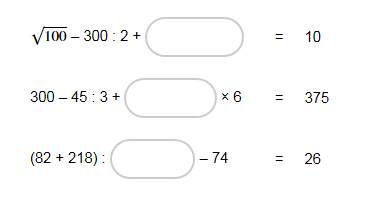 √100 – 300 : 2 + = 10
300 – 45 : 3 + × 6 = 375
(82 + 218) : – 74 = 26